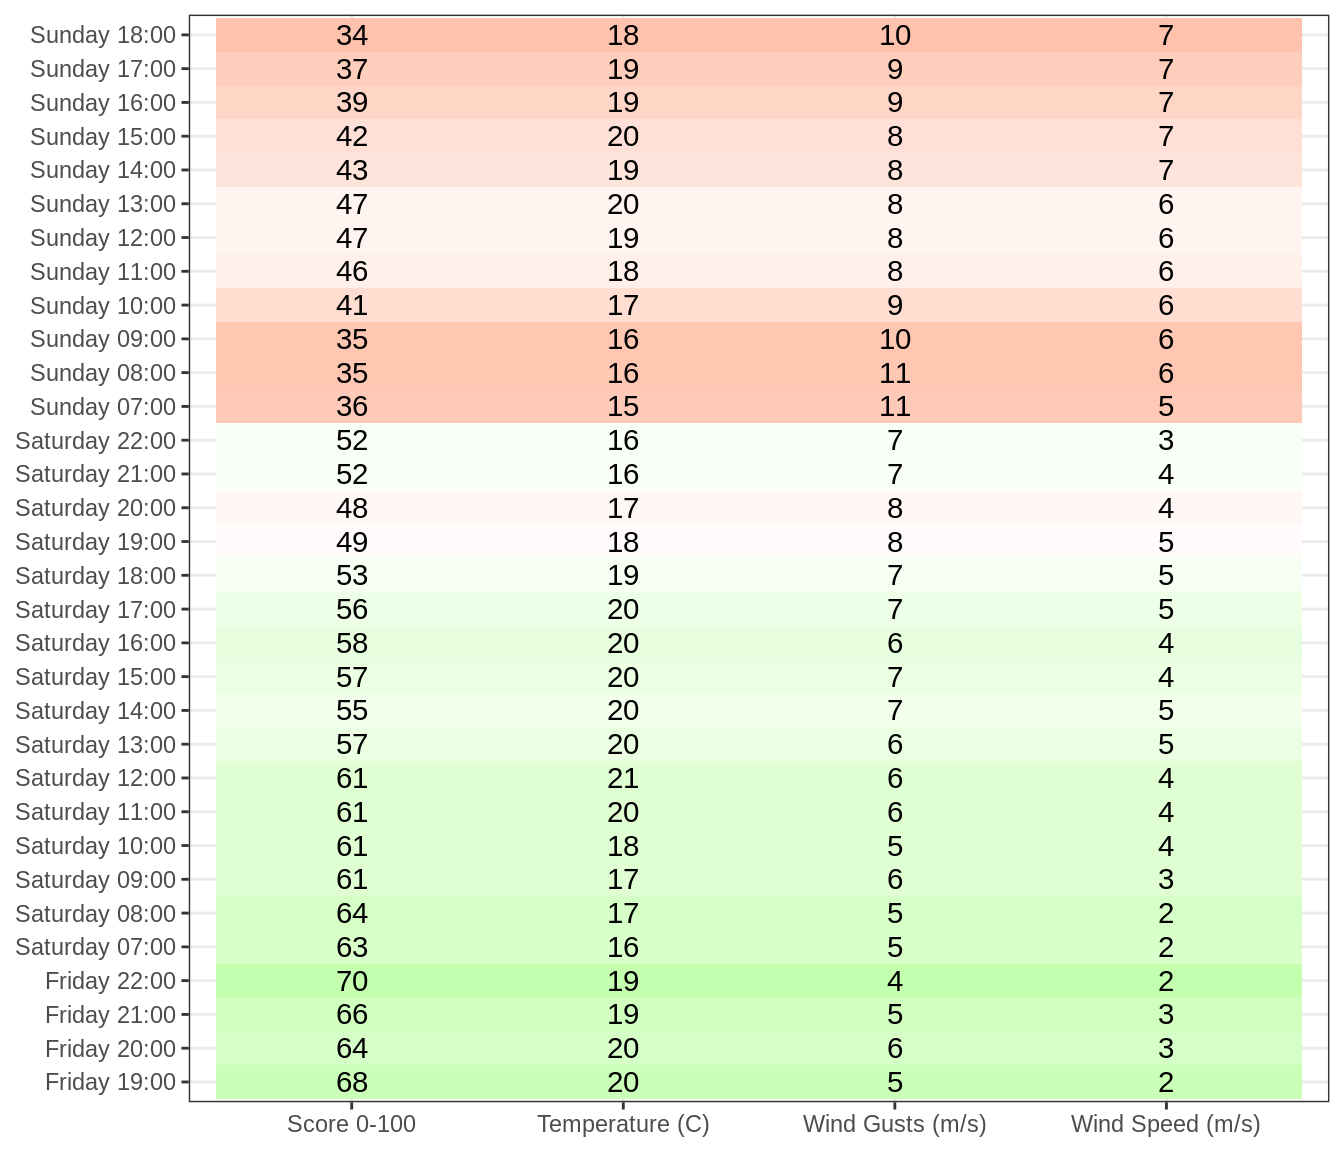 Sunday 18:00 34 18 10 7
Sunday 17:00 37 19 9 7
Sunday 16:00 39 19 9 7
Sunday 15:00 42 20 8 7
Sunday 14:00 43 19 8 7
Sunday 13:00 47 20 8 6
Sunday 12:00 47 19 8 6
Sunday 11:00 46 18 8 6
Sunday 10:00 41 17 9 6
Sunday 09:00 35 16 10 6
Sunday 08:00 35 16 11 6
Sunday 07:00 36 15 11 5
Saturday 22:00 52 16 7 3
Saturday 21:00 52 16 7 4
Saturday 20:00 48 17 8 4
Saturday 19:00 49 18 8 5
Saturday 18:00 53 19 7 5
Saturday 17:00 56 20 7 5
Saturday 16:00 58 20 6 4
Saturday 15:00 57 20 7 4
Saturday 14:00 55 20 7 5
Saturday 13:00 57 20 6 5
Saturday 12:00 61 21 6 4
Saturday 11:00 61 20 6 4
Saturday 10:00 61 18 5 4
Saturday 09:00 61 17 6 3
Saturday 08:00 64 17 5 2
Saturday 07:00 63 16 5 2
Friday 22:00 70 19 4 2
Friday 21:00 66 19 5 3
Friday 20:00 64 20 6 3
Friday 19:00 68 20 5 2
Score 0-100 Temperature (C) Wind Gusts (m/s) Wind Speed (m/s)